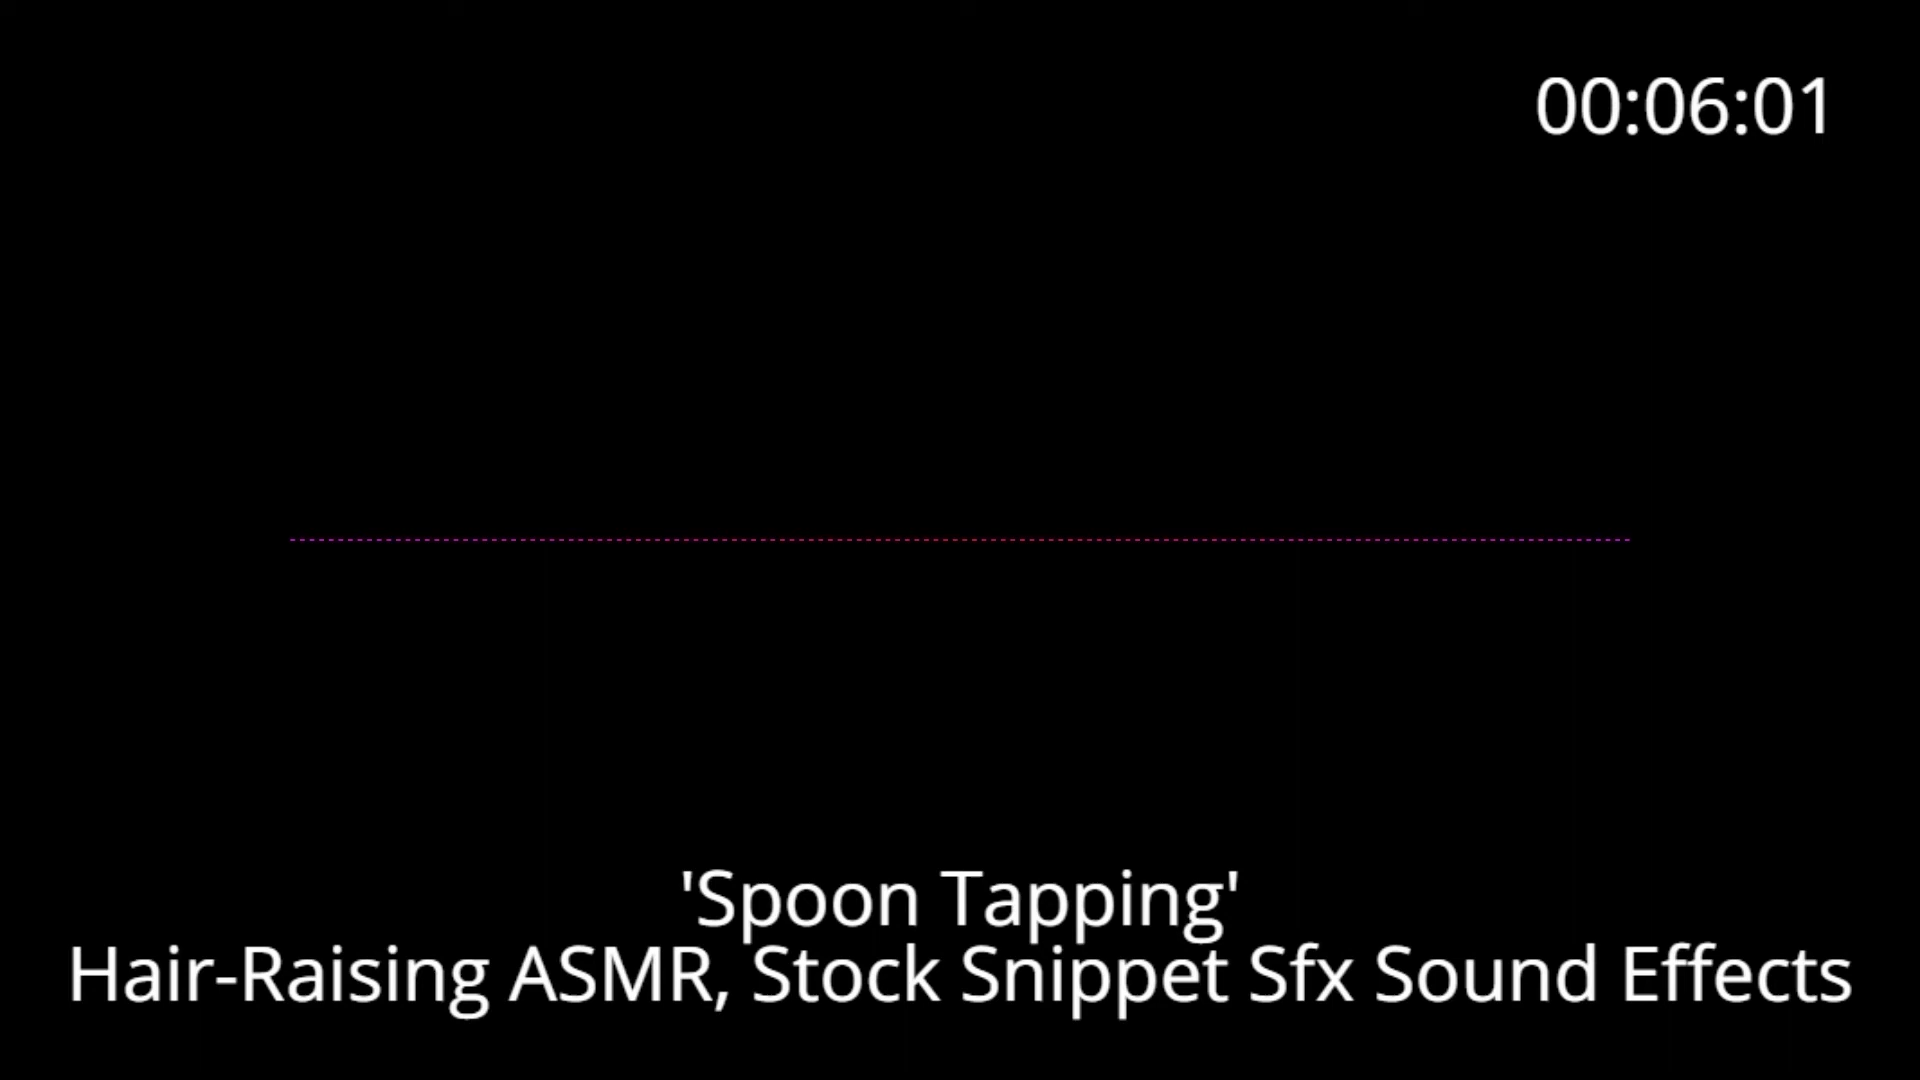 00:06:01
'Spoon Tapping'
Hair-Raising ASMR, Stock Snippet Sfx Sound Effects